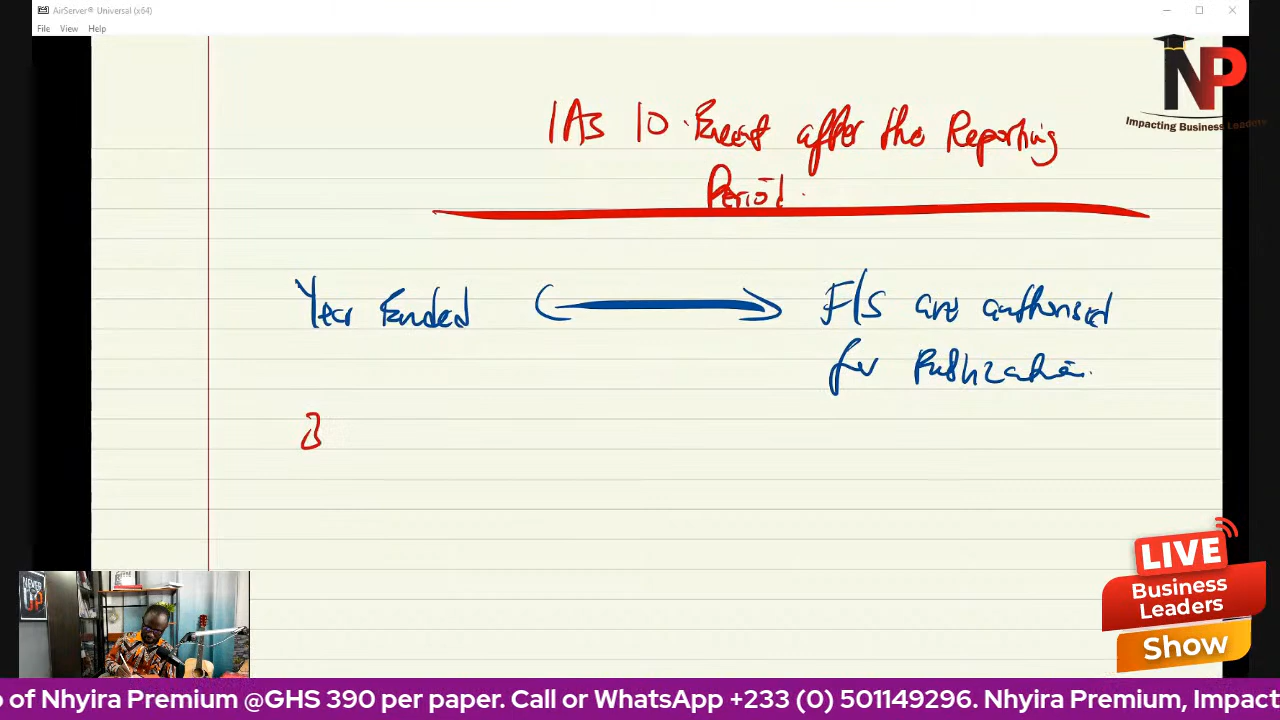 AirServer® Universal (x64)
File View Help
NP
Impacting Business Leaders
IAS 10 Event after the Reporting
Period.
Year Ended F/S are authorised
for Publication.
NEVER
UP
LIVE
Business
Leaders
Show
o of Nhyira Premium @GHS 390 per paper. Call or WhatsApp +233 (0) 501149296. Nhyira Premium, Impact